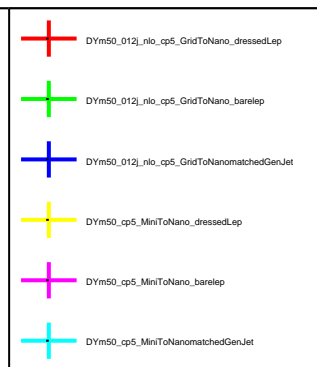 DYm50_012j_nlo_cp5_GridToNano_dressedLep
DYm50_012j_nlo_cp5_GridToNano_barelep
DYm50_012j_nlo_cp5_GridToNanomatchedGenJet
DYm50_cp5_MiniToNano_dressedLep
DYm50_cp5_MiniToNano_barelep
DYm50_cp5_MiniToNanomatchedGenJet